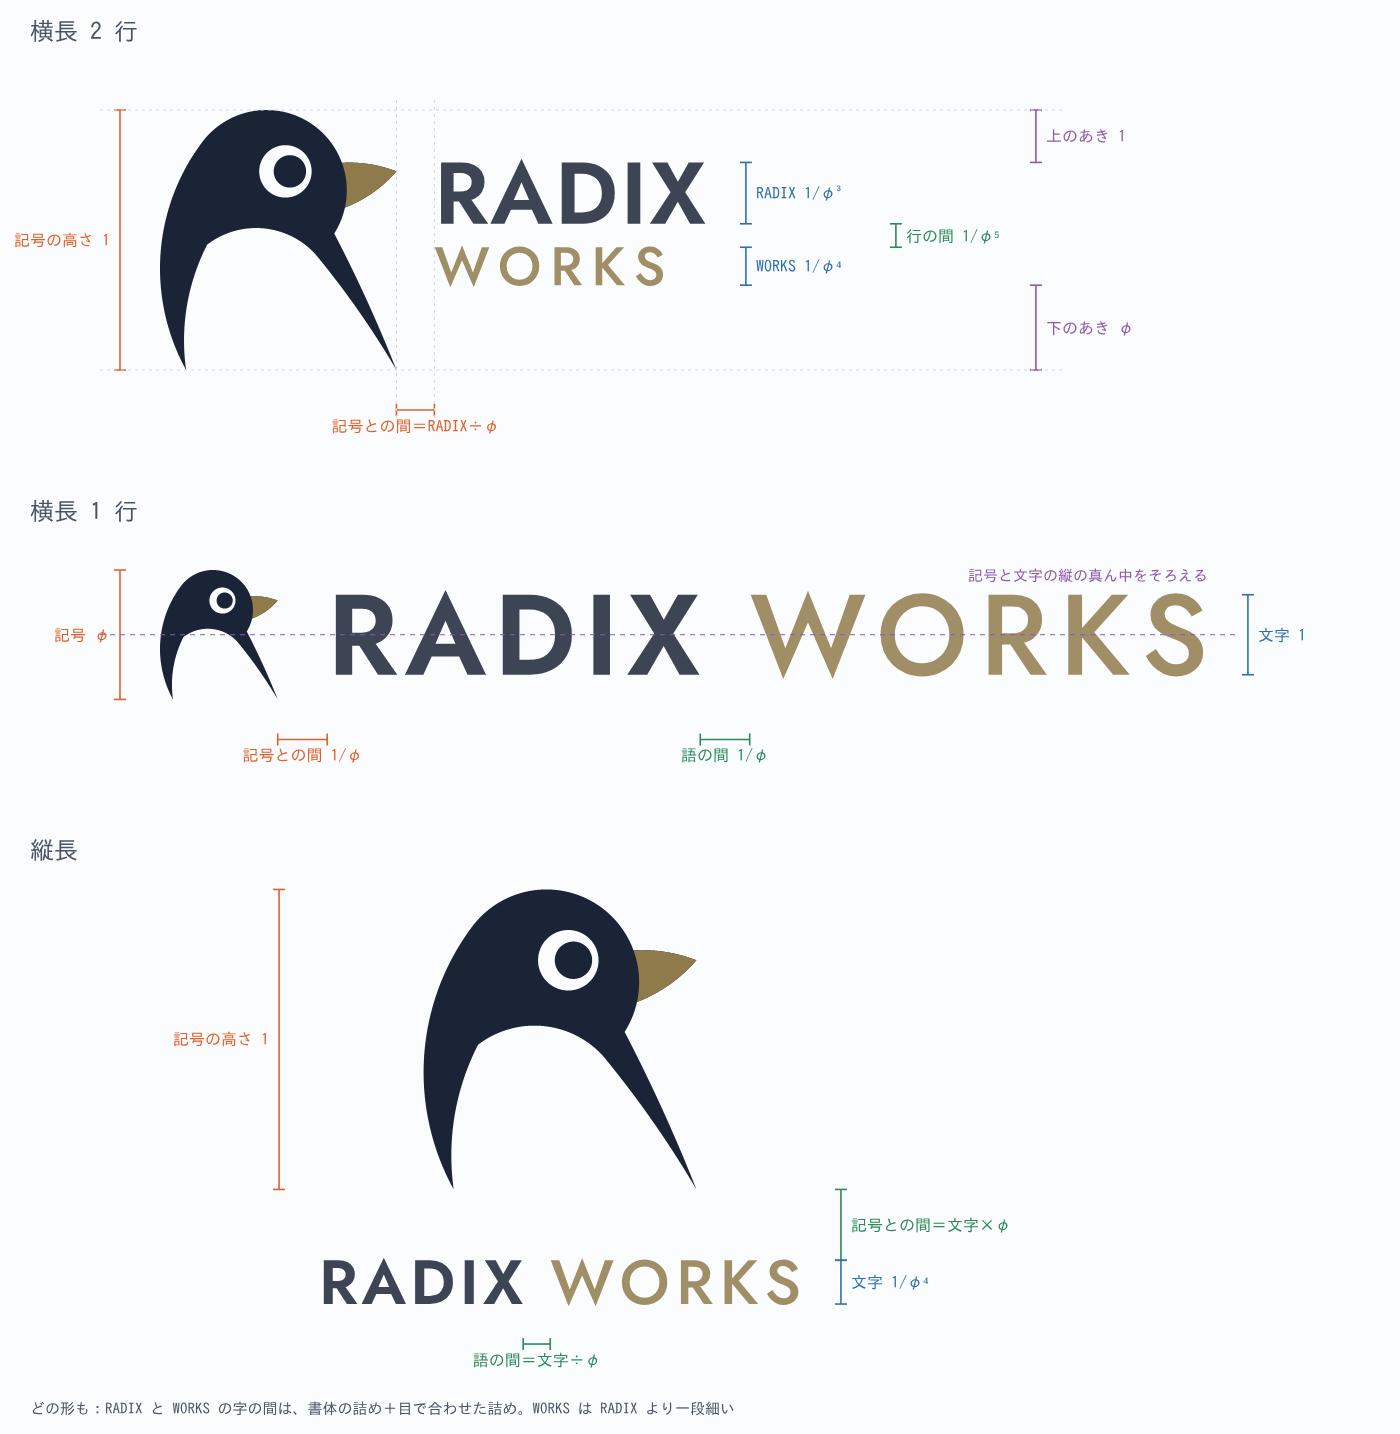 横長 2 行
上のあき 1
RADIX
RADIX 1/φ³
記号の高さ 1
行の間 1/φ⁵
WORKS
WORKS 1/φ⁴
下のあき φ
記号との間＝RADIX÷φ
横長 1 行
記号と文字の縦の真ん中をそろえる
記号 φ
RADIX WORKS
文字 1
記号との間 1/φ
語の間 1/φ
縦長
記号の高さ 1
記号との間＝文字×φ
RADIX WORKS
文字 1/φ⁴
語の間＝文字÷φ
どの形も：RADIX と WORKS の字の間は、書体の詰め＋目で合わせた詰め。WORKS は RADIX より一段細い